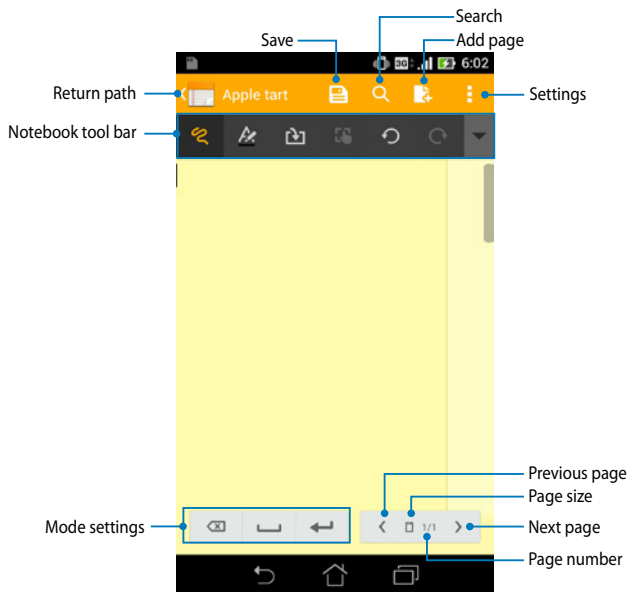 Search
Save
Add page
3G 6:02
Return path
Apple tart
Settings
Notebook tool bar
Previous page
Page size
Mode settings
1/1
Next page
Page number